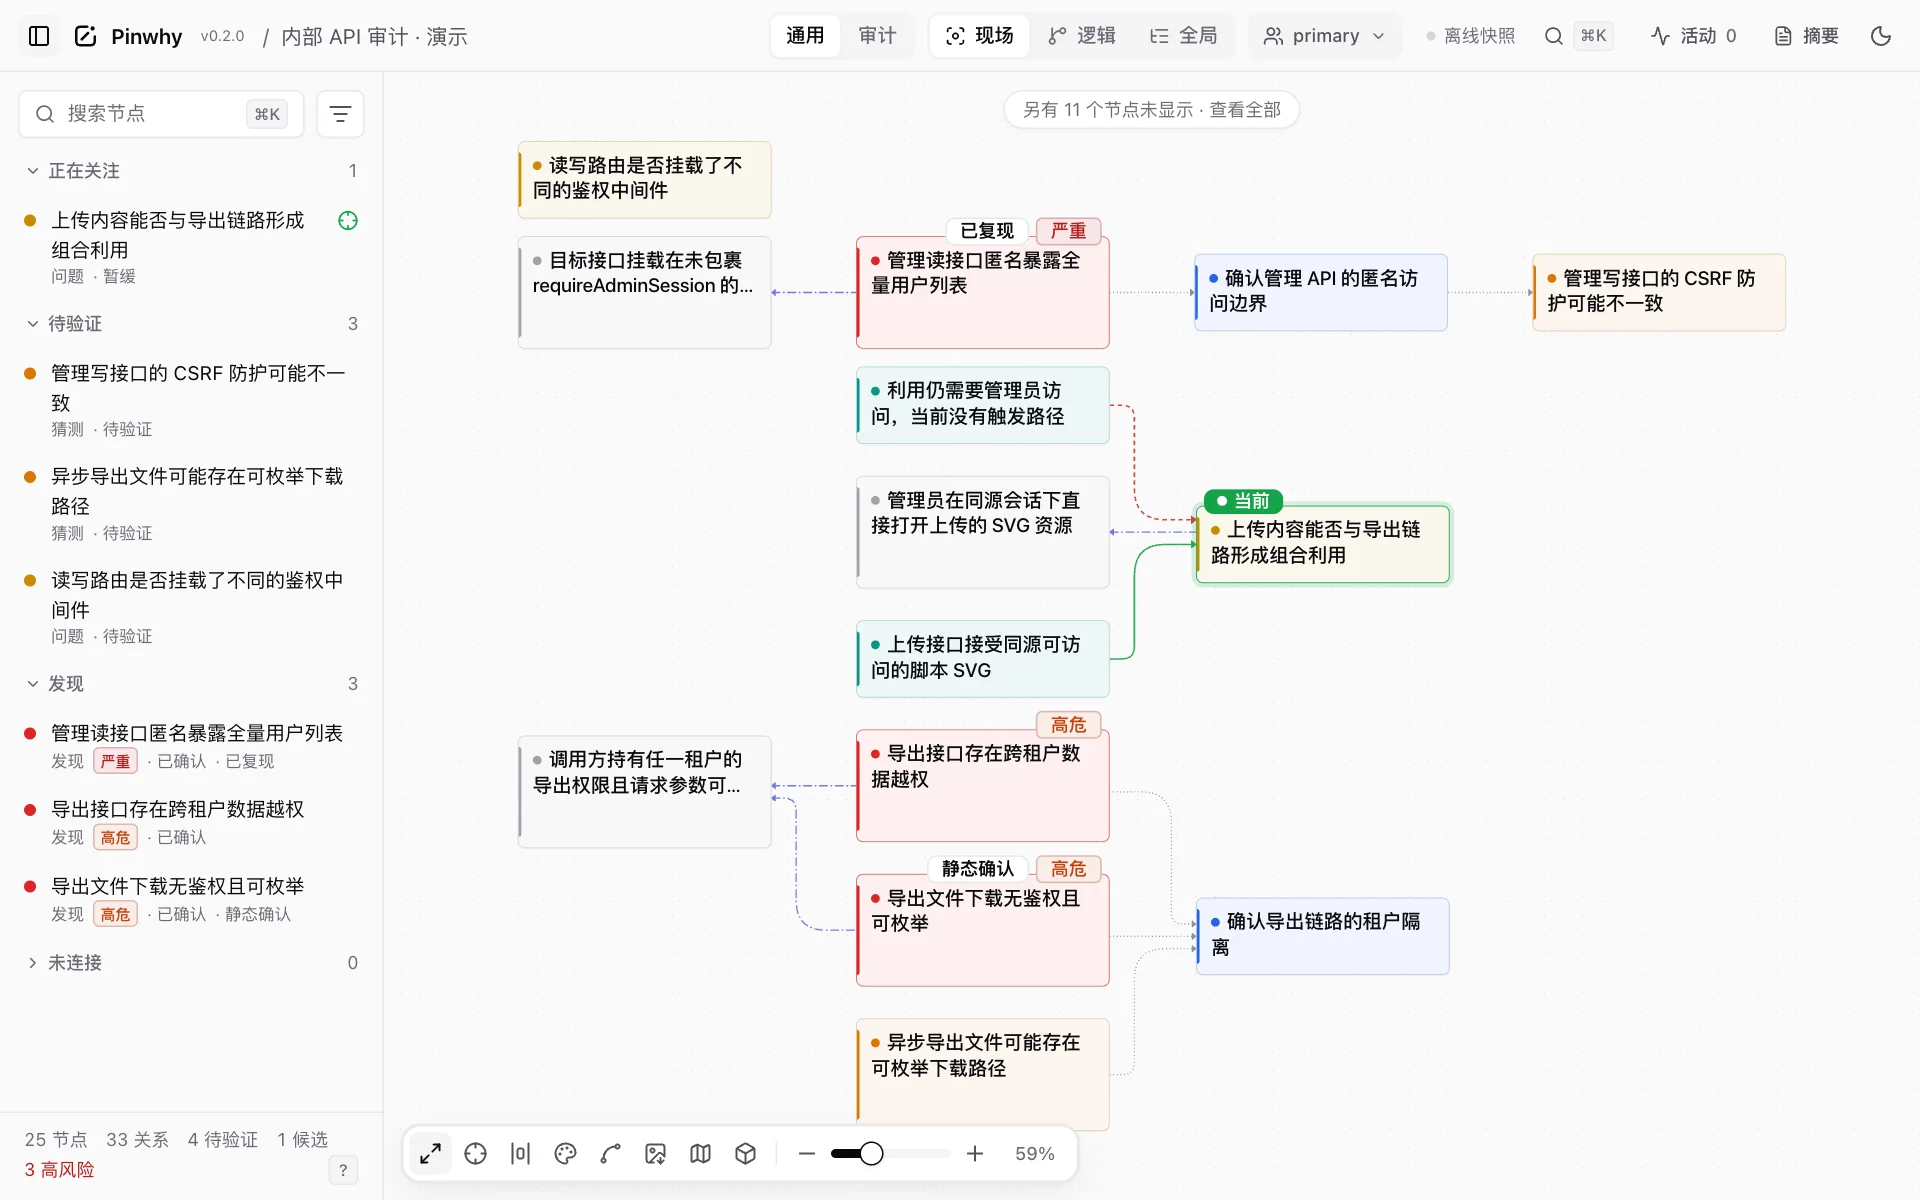 Pinwhy v0.2.0 / 内部 API 审计 · 演示
通用 审计 现场 逻辑 全局 primary 离线快照 ⌘K 活动 0 摘要
搜索节点 ⌘K
正在关注 1
上传内容能否与导出链路形成
组合利用
问题 · 暂缓
待验证 3
管理写接口的 CSRF 防护可能不一
致
猜测 · 待验证
异步导出文件可能存在可枚举下载
路径
猜测 · 待验证
读写路由是否挂载了不同的鉴权中
间件
问题 · 待验证
发现 3
管理读接口匿名暴露全量用户列表
发现 严重 · 已确认 · 已复现
导出接口存在跨租户数据越权
发现 高危 · 已确认
导出文件下载无鉴权且可枚举
发现 高危 · 已确认 · 静态确认
未连接 0
25 节点 33 关系 4 待验证 1 候选
3 高风险 ?
另有 11 个节点未显示 · 查看全部
读写路由是否挂载了不
同的鉴权中间件
目标接口挂载在未包裹
requireAdminSession 的...
已复现 严重
管理读接口匿名暴露全
量用户列表
确认管理 API 的匿名访
问边界
管理写接口的 CSRF 防
护可能不一致
利用仍需要管理员访
问，当前没有触发路径
管理员在同源会话下直
接打开上传的 SVG 资源
当前
上传内容能否与导出链
路形成组合利用
上传接口接受同源可访
问的脚本 SVG
调用方持有任一租户的
导出权限且请求参数可...
高危
导出接口存在跨租户数
据越权
静态确认 高危
导出文件下载无鉴权且
可枚举
确认导出链路的租户隔
离
异步导出文件可能存在
可枚举下载路径
59%